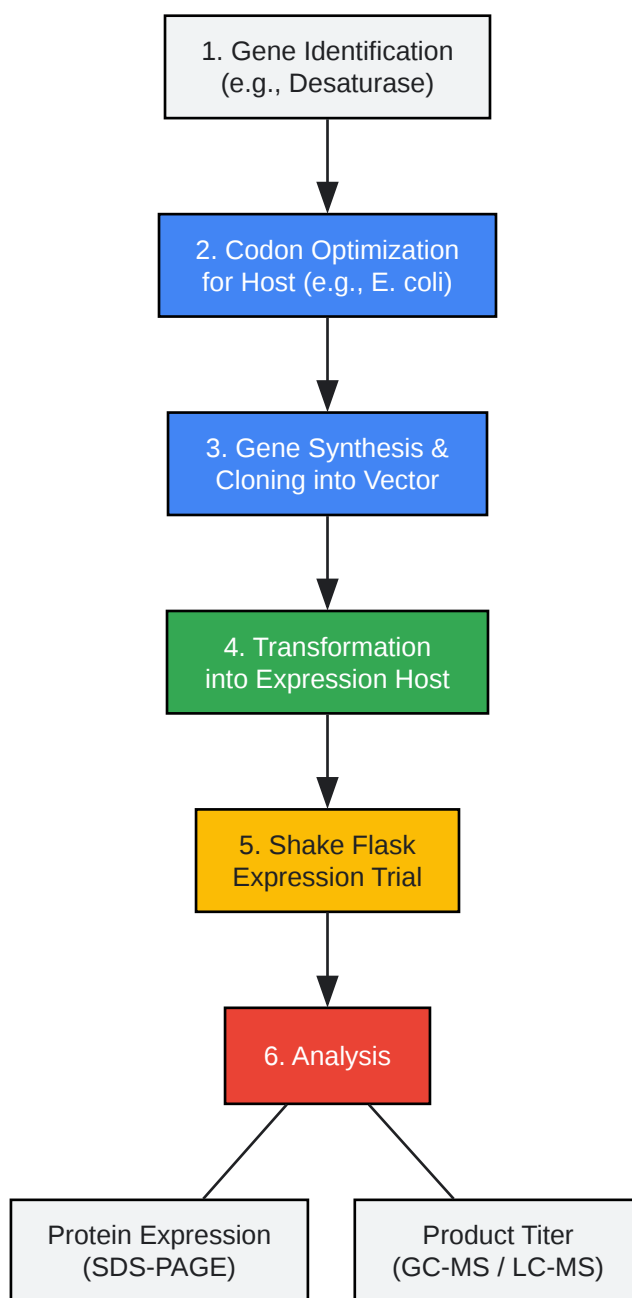 1. Gene Identification
(e.g., Desaturase)
2. Codon Optimization
for Host (e.g., E. coli)
3. Gene Synthesis &
Cloning into Vector
4. Transformation
into Expression Host
5. Shake Flask
Expression Trial
6. Analysis
Protein Expression
(SDS-PAGE)
Product Titer
(GC-MS / LC-MS)